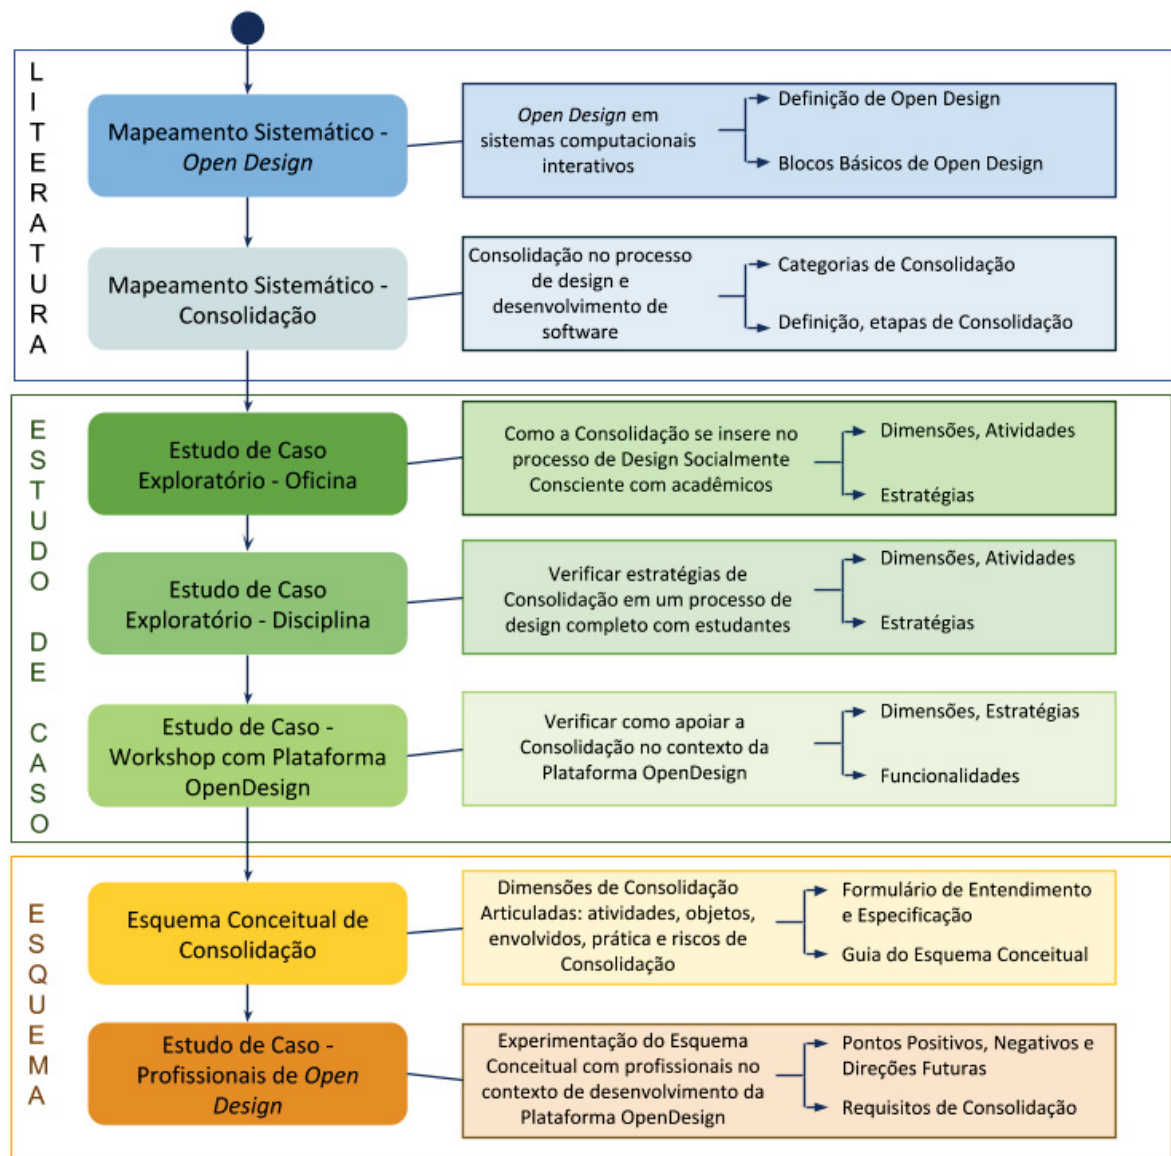 LITERATURA
Mapeamento Sistemático -
Open Design
Open Design em
sistemas computacionais
interativos
Definição de Open Design
Blocos Básicos de Open Design
Mapeamento Sistemático -
Consolidação
Consolidação no processo
de design e
desenvolvimento de
software
Categorias de Consolidação
Definição, etapas de Consolidação
ESTUDO DE CASO
Estudo de Caso
Exploratório - Oficina
Como a Consolidação se insere no
processo de Design Socialmente
Consciente com acadêmicos
Dimensões, Atividades
Estratégias
Estudo de Caso
Exploratório - Disciplina
Verificar estratégias de
Consolidação em um processo de
design completo com estudantes
Dimensões, Atividades
Estratégias
Estudo de Caso -
Workshop com Plataforma
OpenDesign
Verificar como apoiar a
Consolidação no contexto da
Plataforma OpenDesign
Dimensões, Estratégias
Funcionalidades
ESQUEMA
Esquema Conceitual de
Consolidação
Dimensões de Consolidação
Articuladas: atividades, objetos,
envolvidos, prática e riscos de
Consolidação
Formulário de Entendimento
e Especificação
Guia do Esquema Conceitual
Estudo de Caso -
Profissionais de Open
Design
Experimentação do Esquema
Conceitual com profissionais no
contexto de desenvolvimento da
Plataforma OpenDesign
Pontos Positivos, Negativos e
Direções Futuras
Requisitos de Consolidação